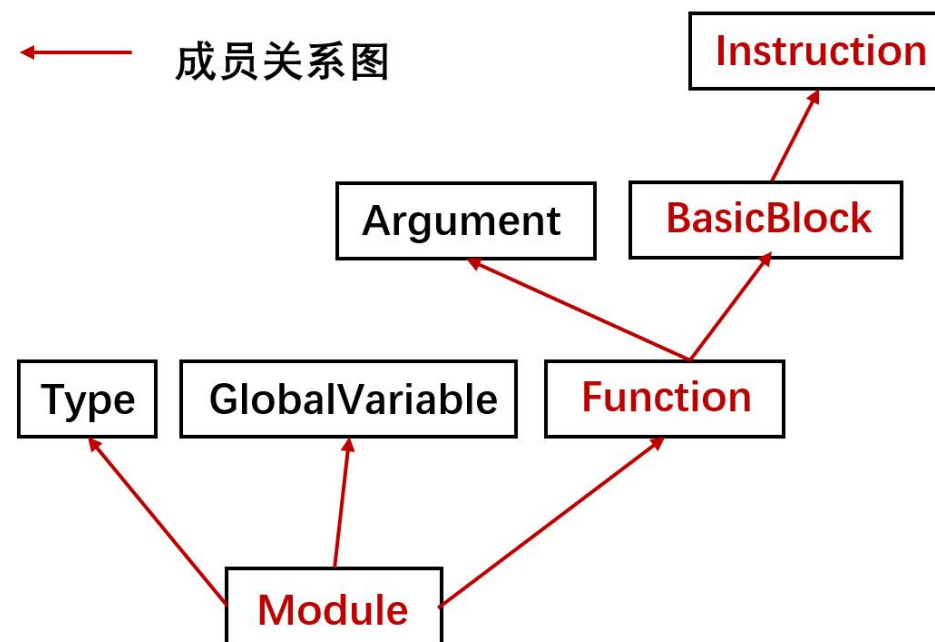 成员关系图
Instruction
Argument
BasicBlock
Type
GlobalVariable
Function
Module